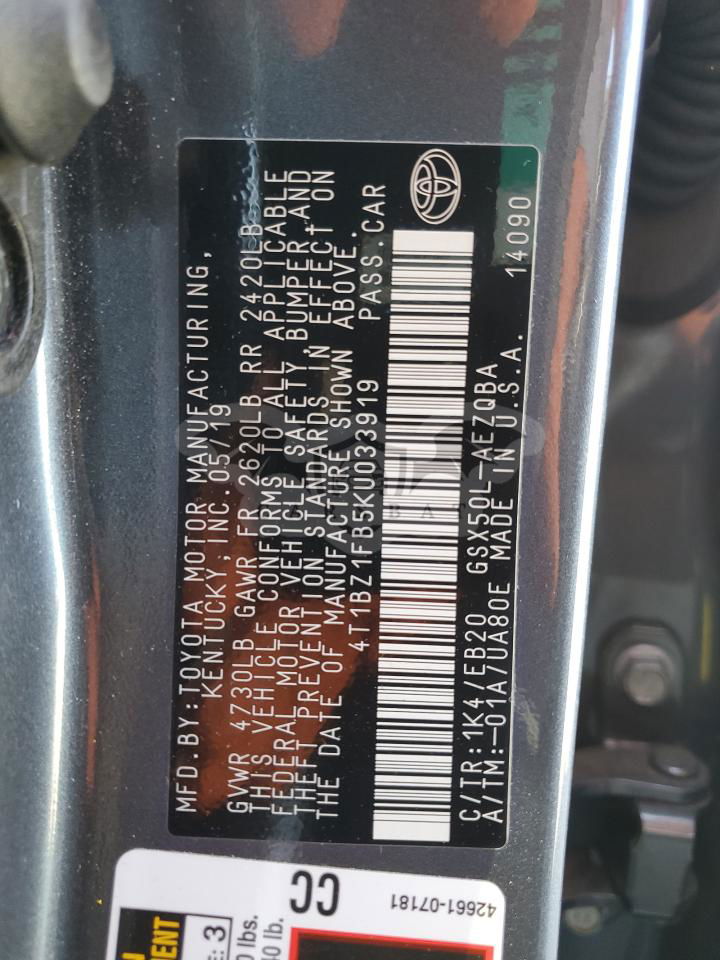 MFD.BY:TOYOTA MOTOR MANUFACTURING,
KENTUCKY,INC.05/19
GVWR 4730LB GAWR FR 2620LB RR 2420LB
THIS VEHICLE CONFORMS TO ALL APPLICABLE
FEDERAL MOTOR VEHICLE SAFETY, BUMPER,AND
THEFT PREVENTION STANDARDS IN EFFECT ON
THE DATE OF MANUFACTURE SHOWN ABOVE.
4T1BZ1FB5KU033919 PASS.CAR
C/TR:1K4/EB20 GSX50L-AEZQBA
A/TM:-01A/UA80E MADE IN U.S.A. 14090
CC
42661-07181
: 3
lbs.
lb.